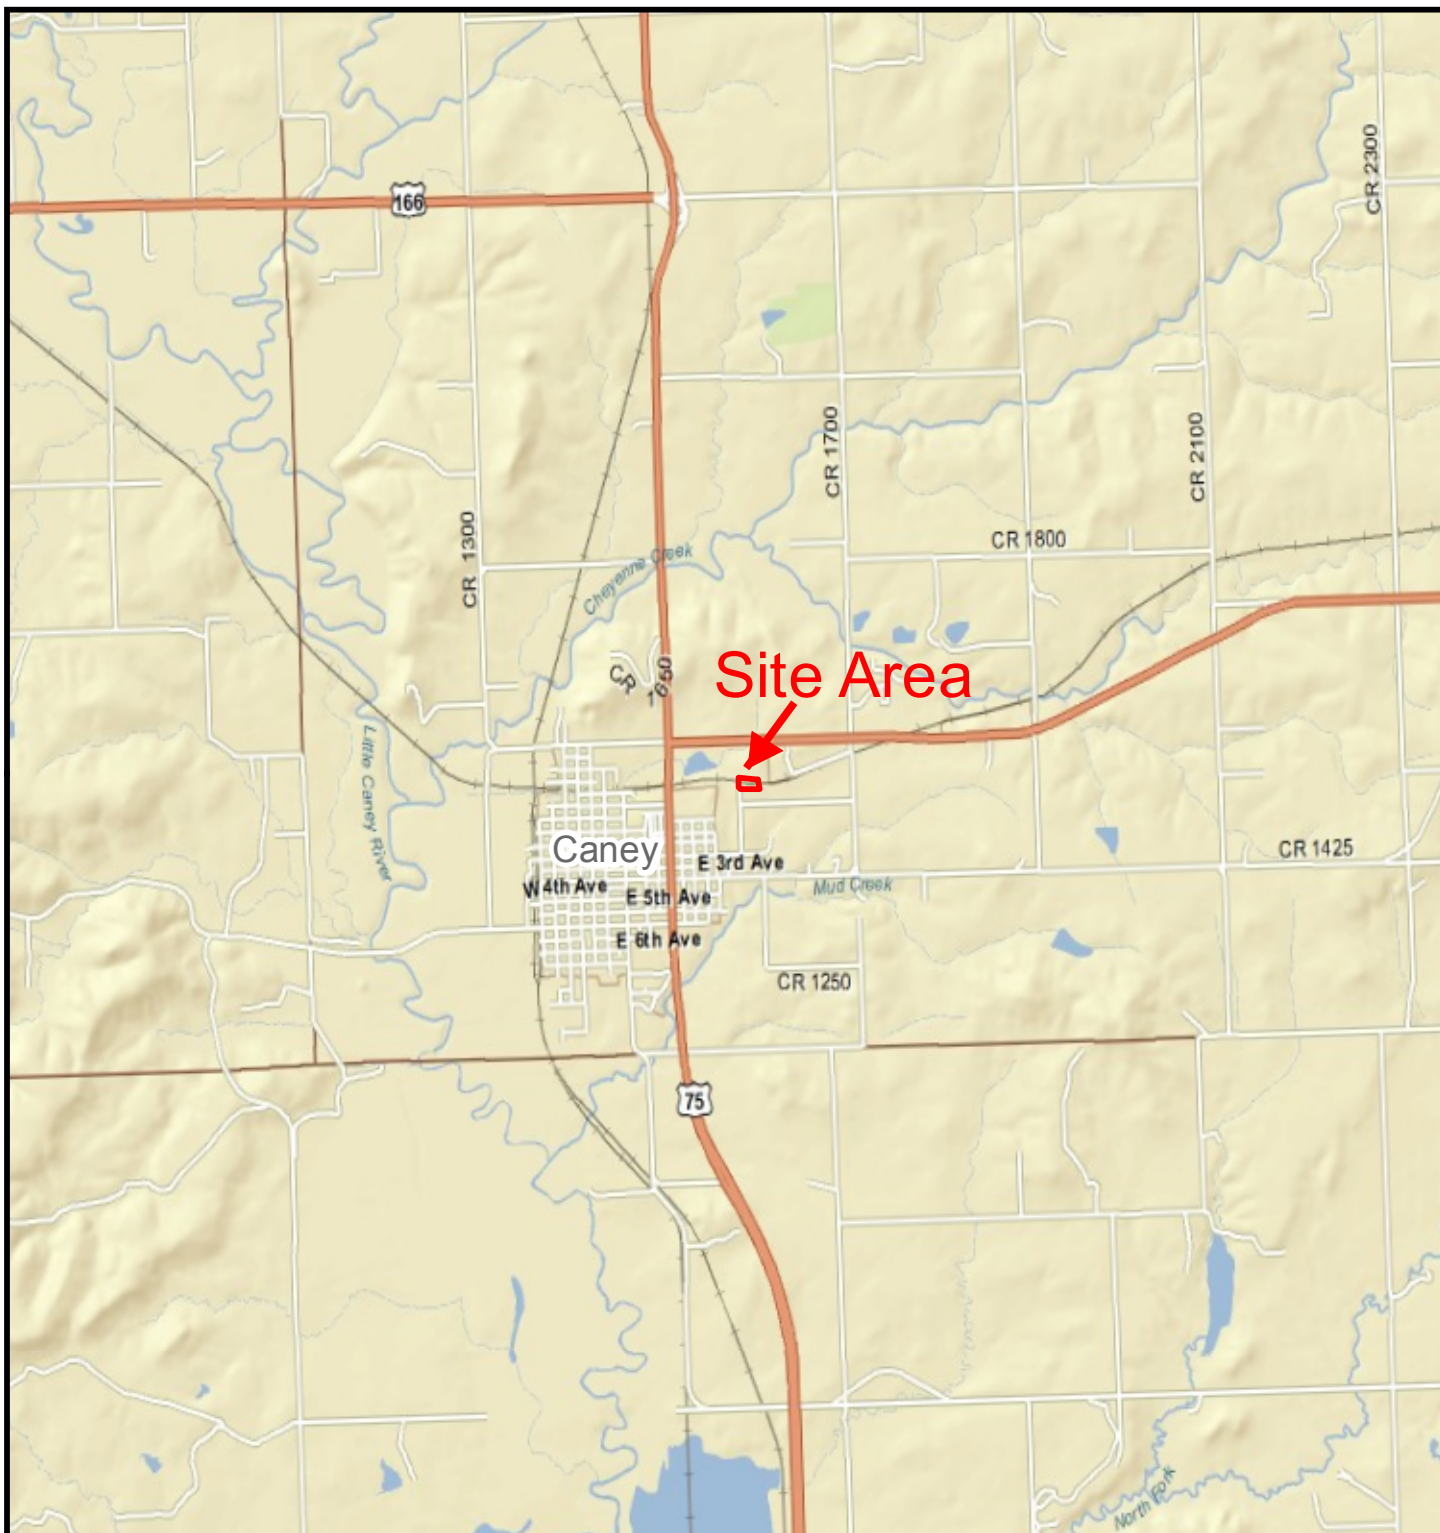 166
CR 2300
CR 1700
CR 2100
CR 1300
CR 1800
Cheyenne Creek
CR 1650
Site Area
Little Caney River
Caney
E 3rd Ave
CR 1425
W 4th Ave
E 5th Ave
Mud Creek
E 6th Ave
CR 1250
75
North Fork